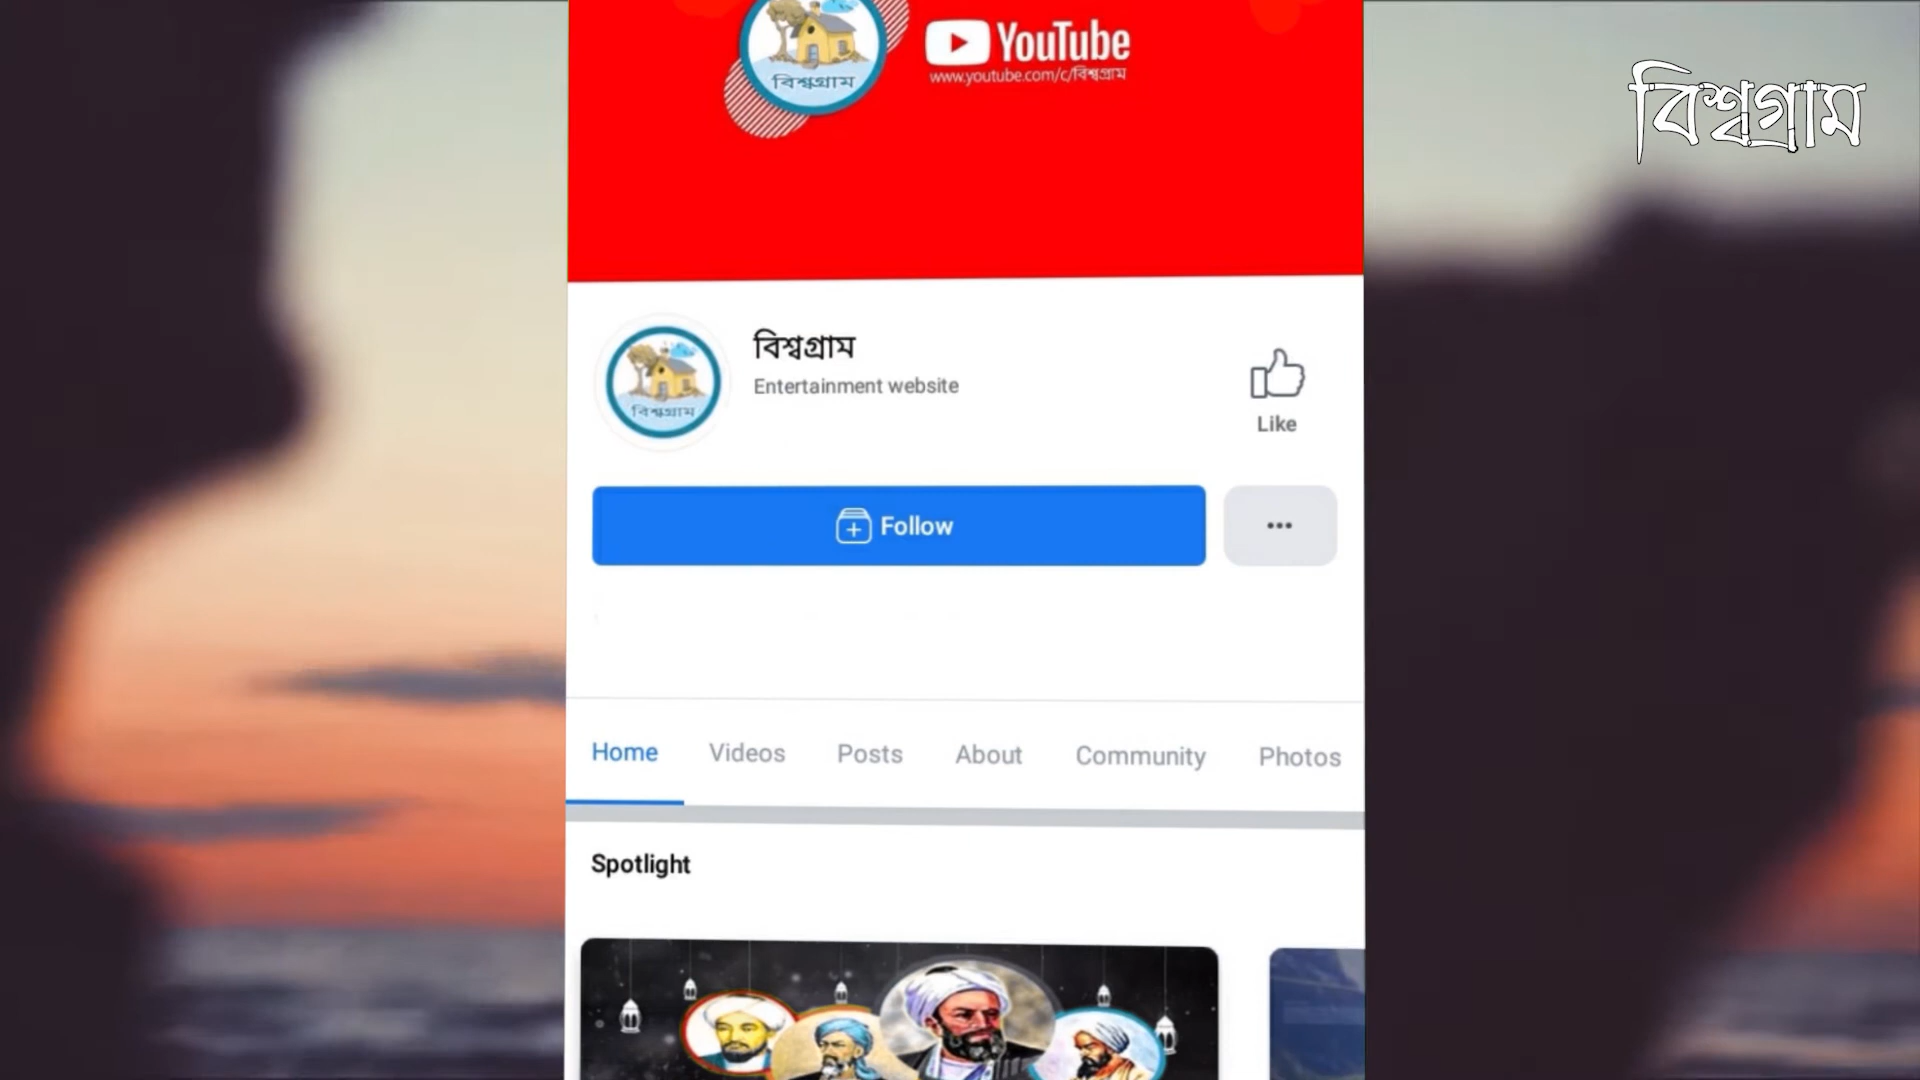 YouTube
www.youtube.com/c/বিশ্বগ্রাম
বিশ্বগ্রাম
বিশ্বগ্রাম
বিশ্বগ্রাম
Entertainment website
বিশ্বগ্রাম
Like
Follow
Home Videos Posts About Community Photos
Spotlight